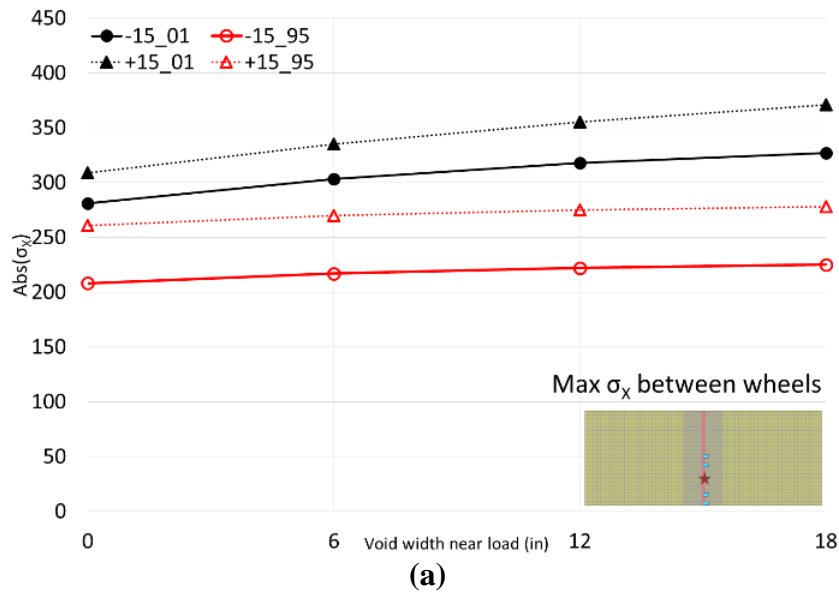 450
400
350
300
250
200
150
100
50
0
-15_01 -15_95
+15_01 +15_95
Abs(σX)
Max σX between wheels
0 6 12 18
Void width near load (in)
(a)